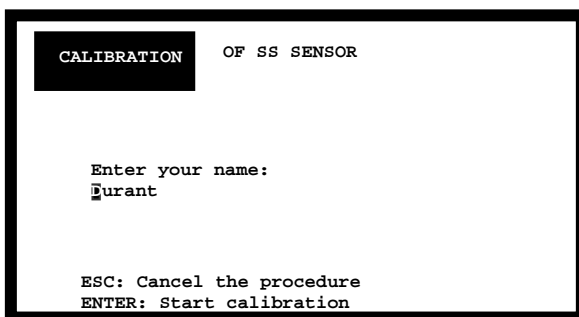 CALIBRATION OF SS SENSOR
Enter your name:
Durant
ESC: Cancel the procedure
ENTER: Start calibration